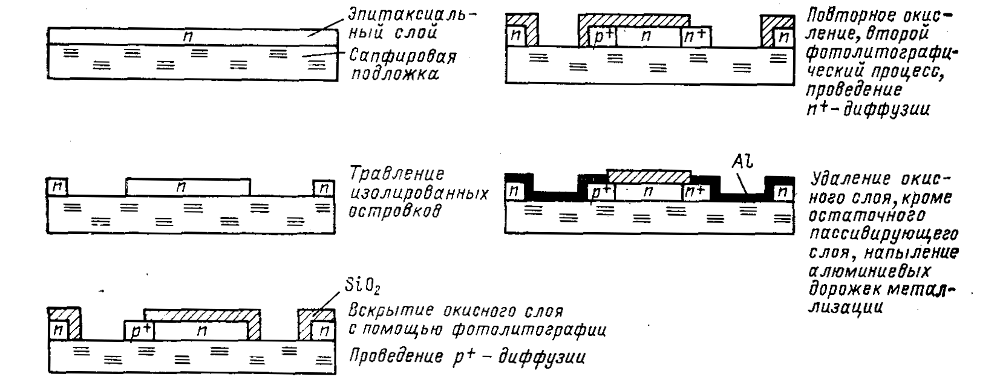 Эпитаксиаль-
ный слой
n
Сапфировая
подложка
n
n
n
Травление
изолированных
островков
SiO₂
Вскрытие окисного слоя
с помощью фотолитографии
n
p+
n
n
Проведение p+ – диффузии
Повторное окис-
ление, второй
фотолитографи-
ческий процесс,
проведение
n+ – диффузии
n
p+
n
n+
n
Al
Удаление окис-
ного слоя, кроме
остаточного
пассивирующего
слоя, напыление
алюминиевых
дорожек метал-
лизации
n
p+
n
n+
n